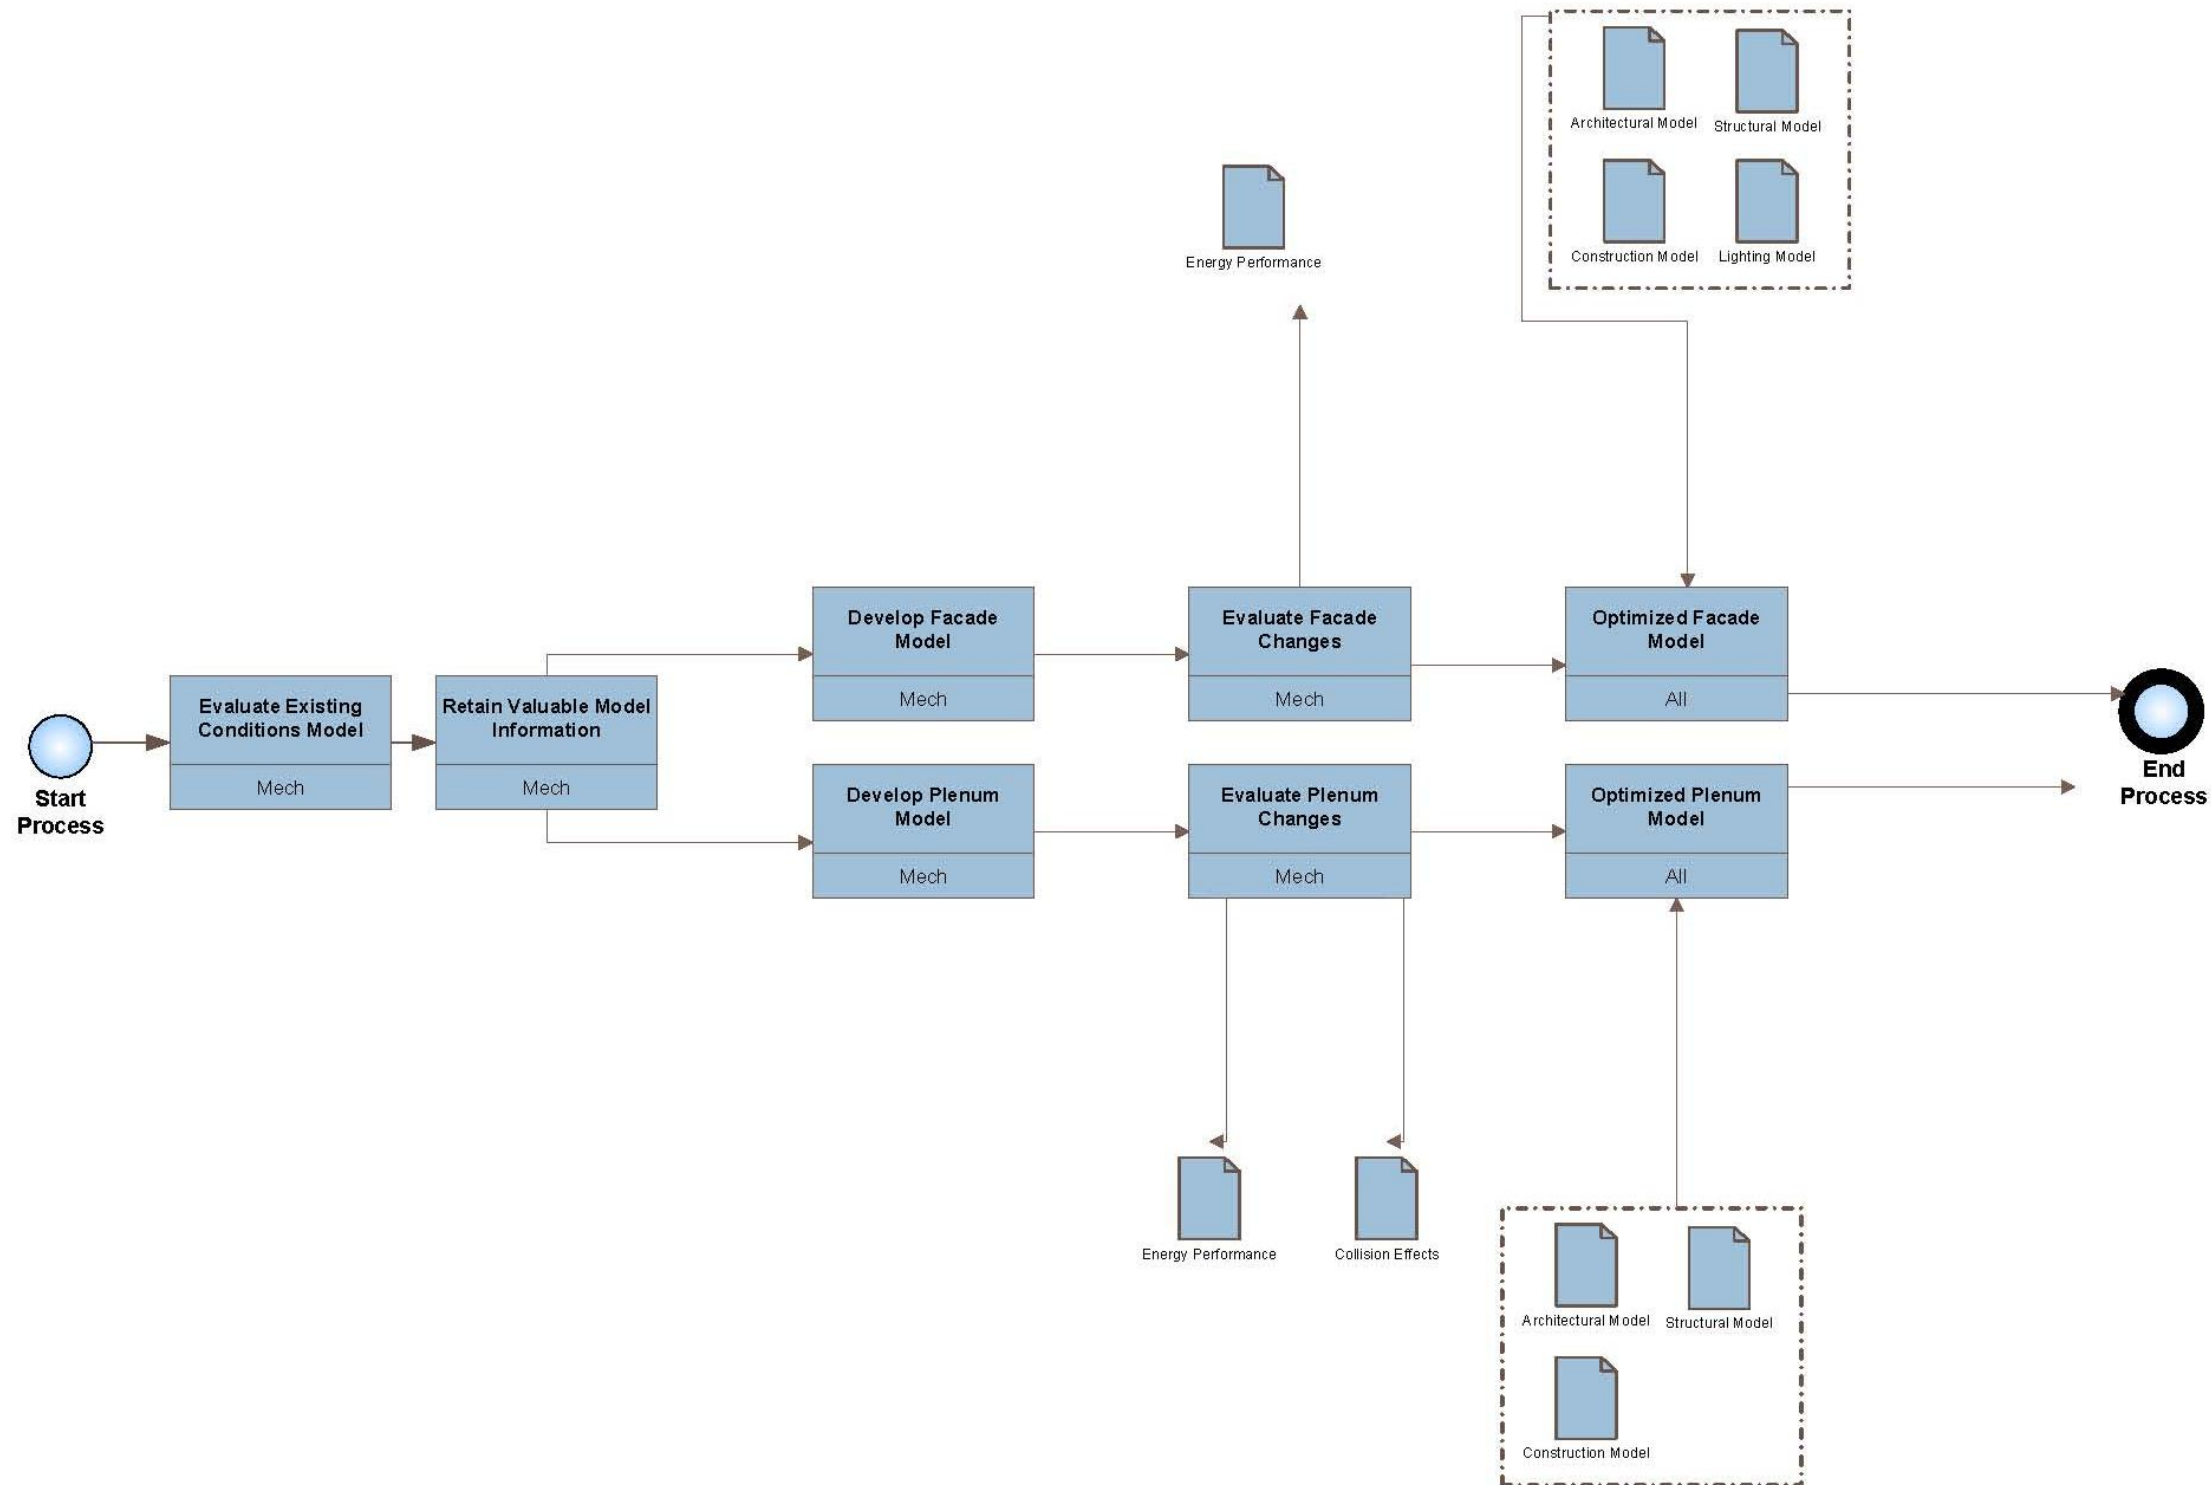 Architectural Model
Structural Model
Construction Model
Lighting Model
Energy Performance
Develop Facade
Model
Mech
Evaluate Facade
Changes
Mech
Optimized Facade
Model
All
Start
Process
Evaluate Existing
Conditions Model
Mech
Retain Valuable Model
Information
Mech
Develop Plenum
Model
Mech
Evaluate Plenum
Changes
Mech
Optimized Plenum
Model
All
End
Process
Energy Performance
Collision Effects
Architectural Model
Structural Model
Construction Model